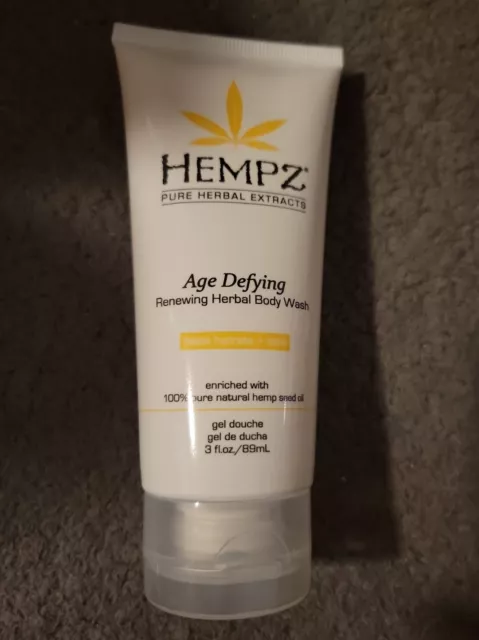 HEMPZ
PURE HERBAL EXTRACTS
Age Defying
Renewing Herbal Body Wash
enriched with
100% pure natural hemp seed oil
gel douche
gel de ducha
3 fl.oz./89mL